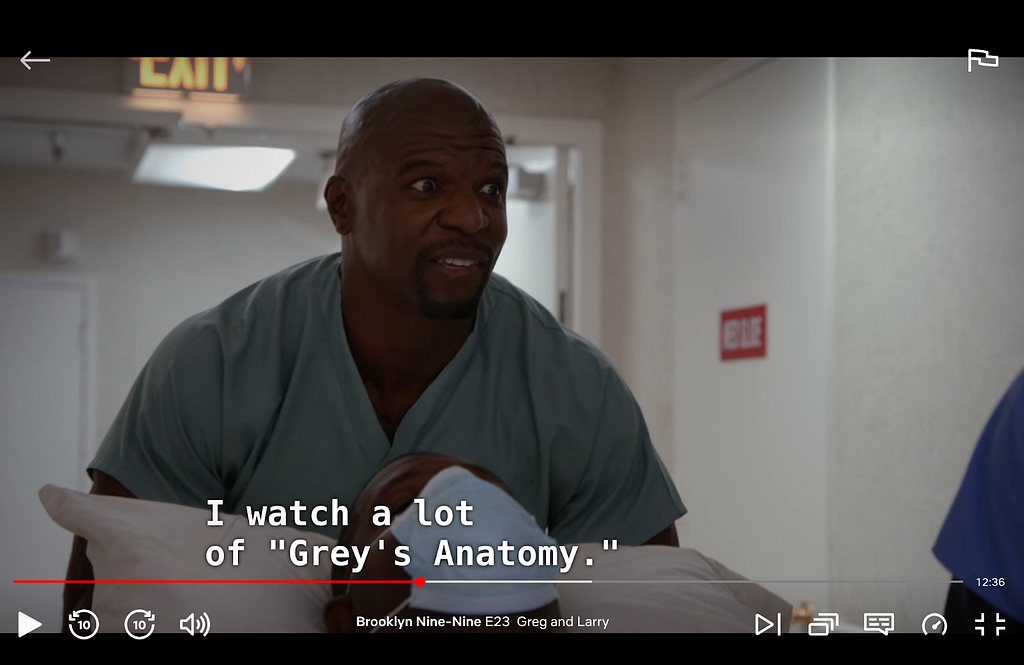 EXIT
I watch a lot
of "Grey's Anatomy."
12:36
10
10
Brooklyn Nine-Nine E23 Greg and Larry